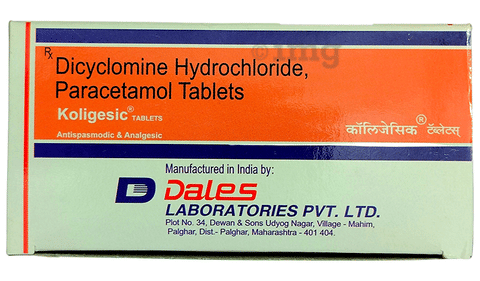 Rx Dicyclomine Hydrochloride,
Paracetamol Tablets
Koligesic® TABLETS
कॉलिजेसिक® टॅब्लेटस्
Antispasmodic & Analgesic
Manufactured in India by:
D Dales
LABORATORIES PVT. LTD.
Plot No. 34, Dewan & Sons Udyog Nagar, Village - Mahim,
Palghar, Dist.- Palghar, Maharashtra - 401 404.